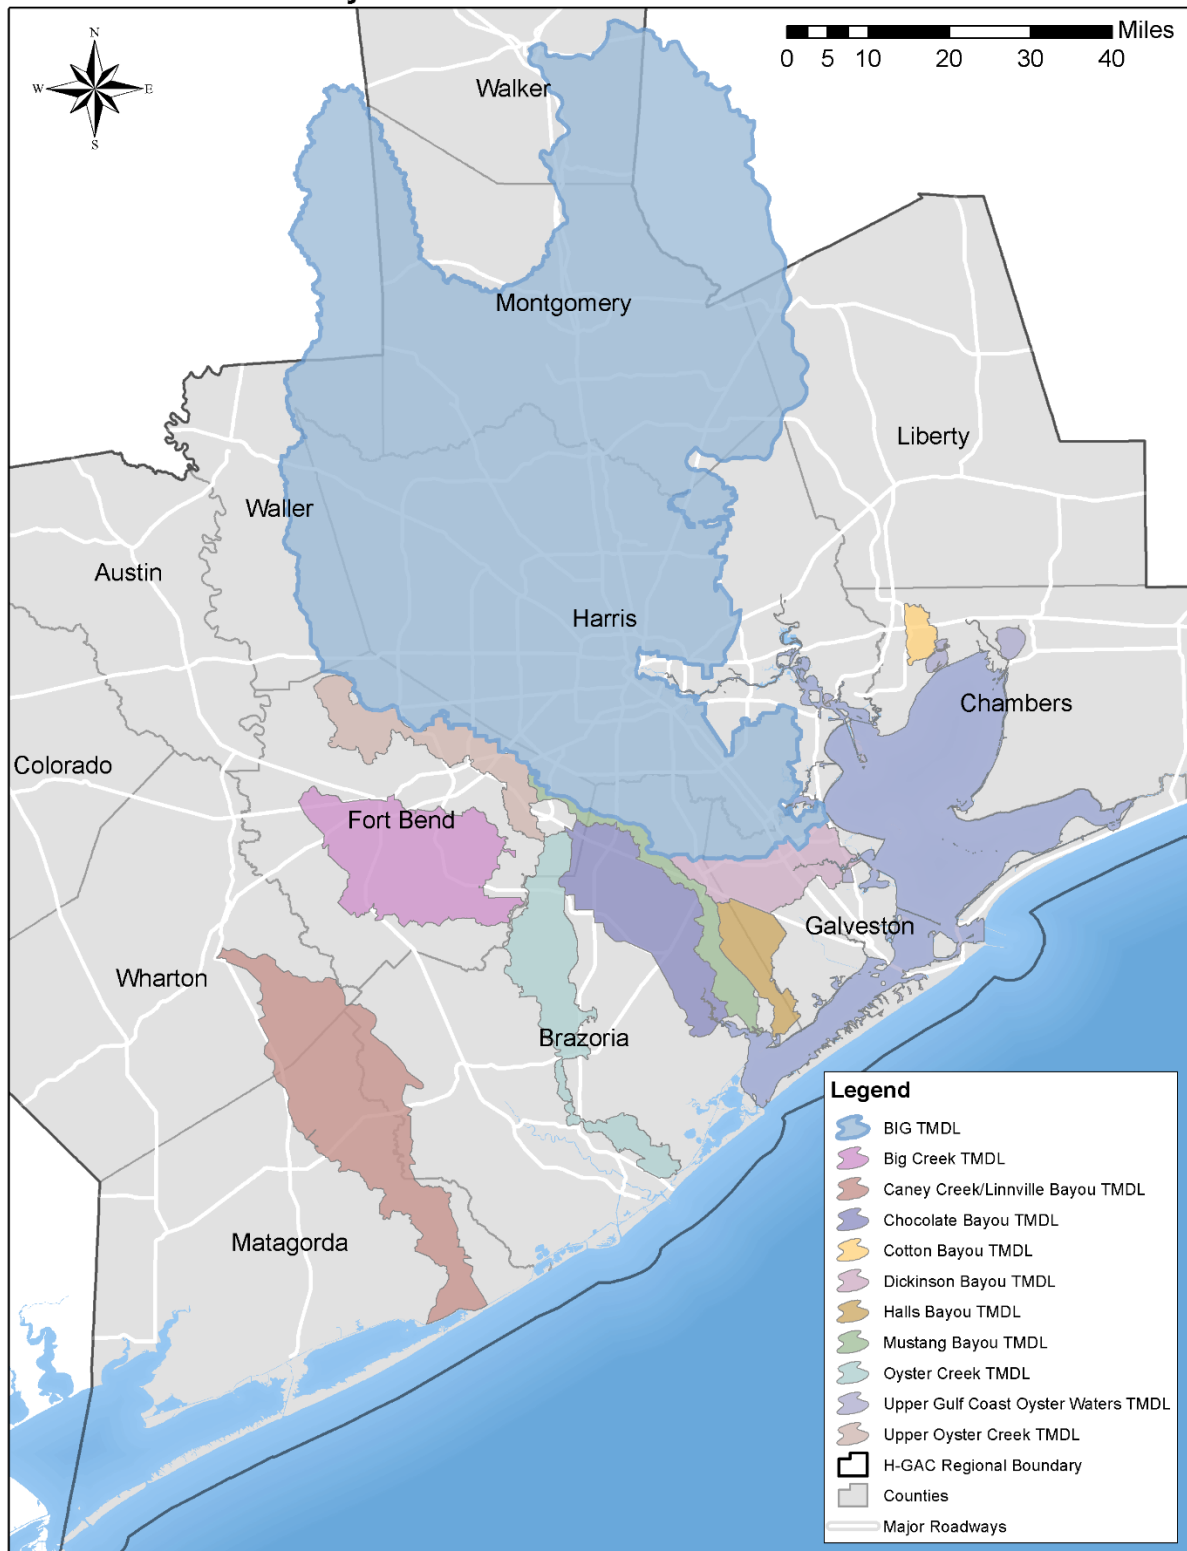 N
W
E
S
Miles
0 5 10 20 30 40
Walker
Montgomery
Liberty
Waller
Austin
Harris
Chambers
Colorado
Fort Bend
Galveston
Wharton
Brazoria
Matagorda
Legend
BIG TMDL
Big Creek TMDL
Caney Creek/Linnville Bayou TMDL
Chocolate Bayou TMDL
Cotton Bayou TMDL
Dickinson Bayou TMDL
Halls Bayou TMDL
Mustang Bayou TMDL
Oyster Creek TMDL
Upper Gulf Coast Oyster Waters TMDL
Upper Oyster Creek TMDL
H-GAC Regional Boundary
Counties
Major Roadways